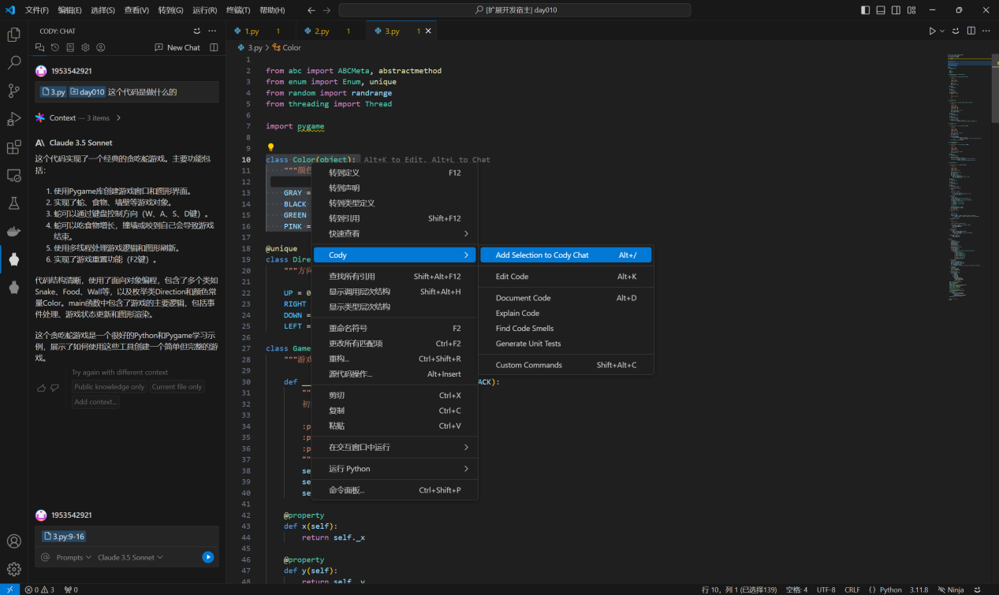 文件(F) 编辑(E) 选择(S) 查看(V) 转到(G) 运行(R) 终端(T) 帮助(H) [扩展开发宿主] day010
CODY: CHAT
New Chat
1953542921
3.py day010 这个代码是做什么的
Context — 3 items
Claude 3.5 Sonnet
这个代码实现了一个经典的贪吃蛇游戏。主要功能包
括：
1. 使用Pygame库创建游戏窗口和图形界面。
2. 实现了蛇、食物、墙壁等游戏对象。
3. 蛇可以通过键盘控制方向（W、A、S、D键）。
4. 蛇可以吃食物增长，撞墙或咬到自己会导致游戏
结束。
5. 使用多线程处理游戏逻辑和图形刷新。
6. 实现了游戏重置功能（F2键）。
代码结构清晰，使用了面向对象编程，包含了多个类如
Snake、Food、Wall等，以及枚举类Direction和颜色常
量Color。main函数中包含了游戏的主要逻辑，包括事
件处理、游戏状态更新和图形渲染。
这个贪吃蛇游戏是一个很好的Python和Pygame学习示
例，展示了如何使用这些工具创建一个简单但完整的游
戏。
Try again with different context
Public knowledge only Current file only
Add context...
1953542921
3.py:9-16
@ Prompts Claude 3.5 Sonnet
1.py 1 2.py 1 3.py 1
3.py > Color
1
2 from abc import ABCMeta, abstractmethod
3 from enum import Enum, unique
4 from random import randrange
5 from threading import Thread
6
7 import pygame
8
9
10 class Color(object): Alt+K to Edit, Alt+L to Chat
11 """颜色
12
13 GRAY =
14 BLACK
15 GREEN
16 PINK =
17
18 @unique
19 class Dire
20 """方向
21
22 UP = 0
23 RIGHT
24 DOWN =
25 LEFT =
26
27 class Game
28 """游戏
29
30 def __ ACK):
31 ""
32 初
33
34 :p
35 :p
36 :p
37 ""
38 se
39 se
40 se
41
42 @property
43 def x(self):
44 return self._x
45
46 @property
47 def y(self):
48 return self._y
转到定义 F12
转到声明
转到类型定义
转到引用 Shift+F12
快速查看
Cody
查找所有引用 Shift+Alt+F12
显示调用层次结构 Shift+Alt+H
显示类型层次结构
重命名符号 F2
更改所有匹配项 Ctrl+F2
重构... Ctrl+Shift+R
源代码操作... Alt+Insert
剪切 Ctrl+X
复制 Ctrl+C
粘贴 Ctrl+V
在交互窗口中运行
运行 Python
命令面板... Ctrl+Shift+P
Add Selection to Cody Chat Alt+/
Edit Code Alt+K
Document Code Alt+D
Explain Code
Find Code Smells
Generate Unit Tests
Custom Commands Shift+Alt+C
0 3 0 行 10，列 1 (已选择139) 空格: 4 UTF-8 CRLF {} Python 3.11.8 Ninja